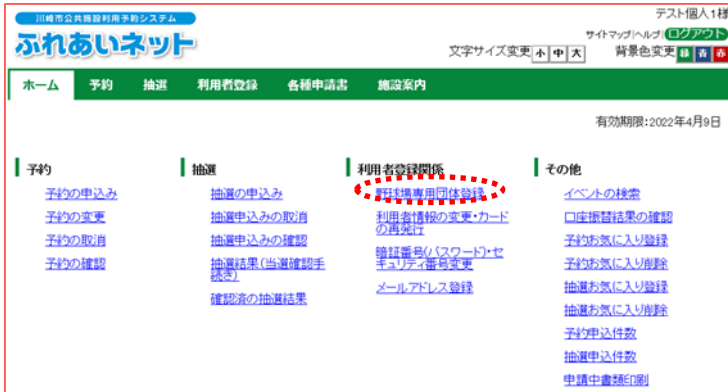 テスト個人1様
川崎市公共施設利用予約システム
ふれあいネット
サイトマップ|ヘルプ|ログアウト
文字サイズ変更 小 中 大 背景色変更 緑 青 赤
ホーム 予約 抽選 利用者登録 各種申請書 施設案内
有効期限:2022年4月9日
予約
予約の申込み
予約の変更
予約の取消
予約の確認
抽選
抽選の申込み
抽選申込みの取消
抽選申込みの確認
抽選結果(当選確認手
続き)
確認済の抽選結果
利用者登録関係
野球場専用団体登録
利用者情報の変更・カード
の再発行
暗証番号(パスワード)・セ
キュリティ番号変更
メールアドレス登録
その他
イベントの検索
口座振替結果の確認
予約お気に入り登録
予約お気に入り削除
抽選お気に入り登録
抽選お気に入り削除
予約申込件数
抽選申込件数
申請中書類印刷